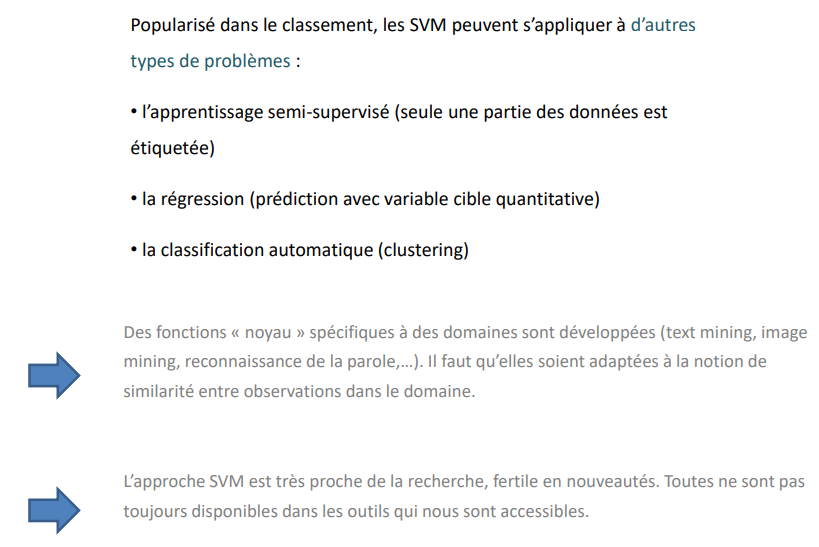 Popularisé dans le classement, les SVM peuvent s’appliquer à d’autres
types de problèmes :
• l’apprentissage semi-supervisé (seule une partie des données est
étiquetée)
• la régression (prédiction avec variable cible quantitative)
• la classification automatique (clustering)
Des fonctions « noyau » spécifiques à des domaines sont développées (text mining, image
mining, reconnaissance de la parole,…). Il faut qu’elles soient adaptées à la notion de
similarité entre observations dans le domaine.
L’approche SVM est très proche de la recherche, fertile en nouveautés. Toutes ne sont pas
toujours disponibles dans les outils qui nous sont accessibles.